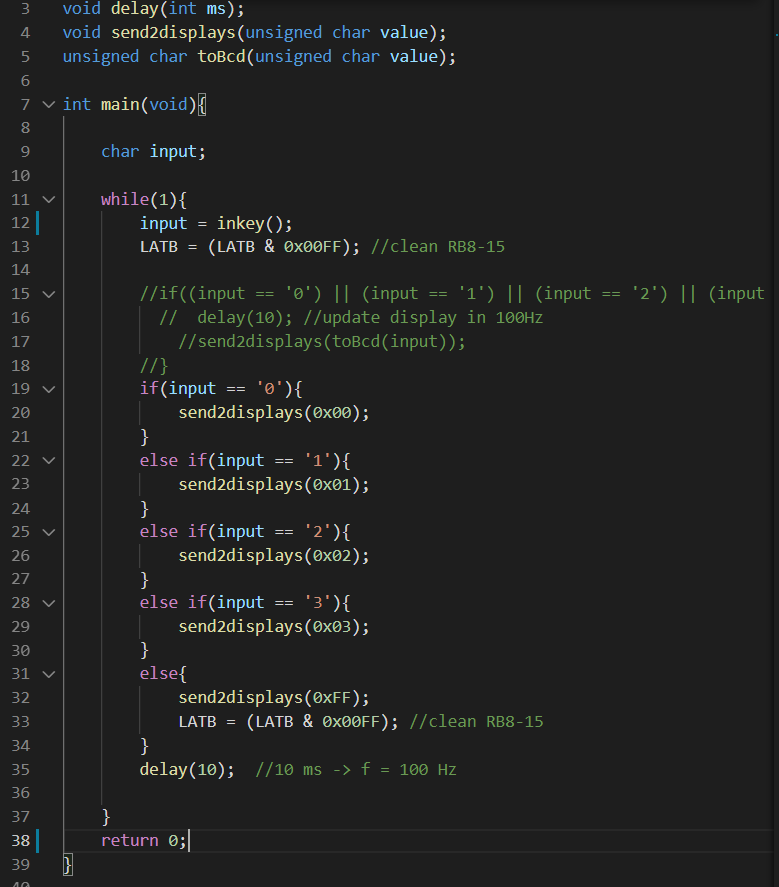 3 void delay(int ms);
4 void send2displays(unsigned char value);
5 unsigned char toBcd(unsigned char value);
6
7 int main(void){
8
9 char input;
10
11 while(1){
12 input = inkey();
13 LATB = (LATB & 0x00FF); //clean RB8-15
14
15 //if((input == '0') || (input == '1') || (input == '2') || (input
16 // delay(10); //update display in 100Hz
17 //send2displays(toBcd(input));
18 //}
19 if(input == '0'){
20 send2displays(0x00);
21 }
22 else if(input == '1'){
23 send2displays(0x01);
24 }
25 else if(input == '2'){
26 send2displays(0x02);
27 }
28 else if(input == '3'){
29 send2displays(0x03);
30 }
31 else{
32 send2displays(0xFF);
33 LATB = (LATB & 0x00FF); //clean RB8-15
34 }
35 delay(10); //10 ms -> f = 100 Hz
36
37 }
38 return 0;
39 }
40